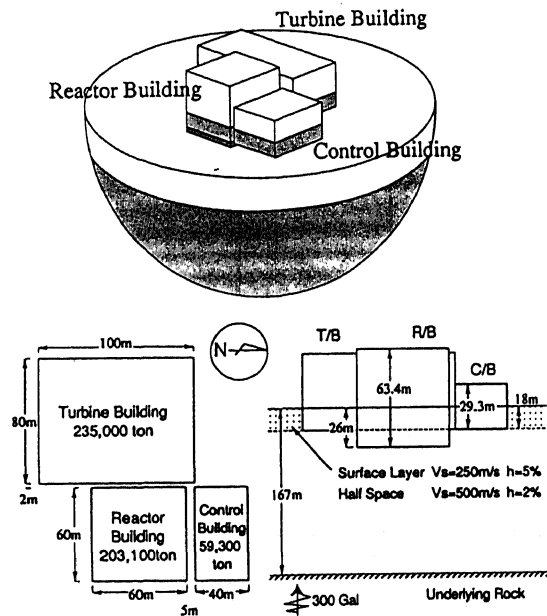 Turbine Building
Reactor Building
Control Building
100m
N
80m
Turbine Building
235,000 ton
2m
60m
Reactor
Building
203,100ton
Control
Building
59,300
ton
60m
40m
5m
T/B
R/B
C/B
63.4m
29.3m
18m
26m
Surface Layer Vs=250m/s h=5%
Half Space Vs=500m/s h=2%
167m
300 Gal
Underlying Rock